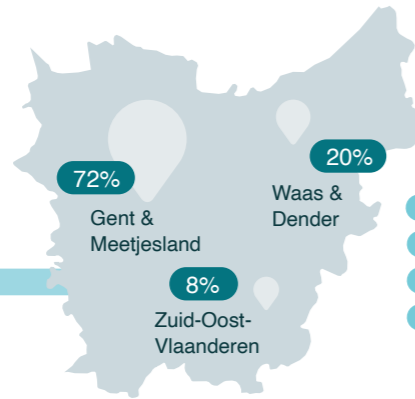 72%
Gent &
Meetjesland
20%
Waas &
Dender
8%
Zuid-Oost-
Vlaanderen